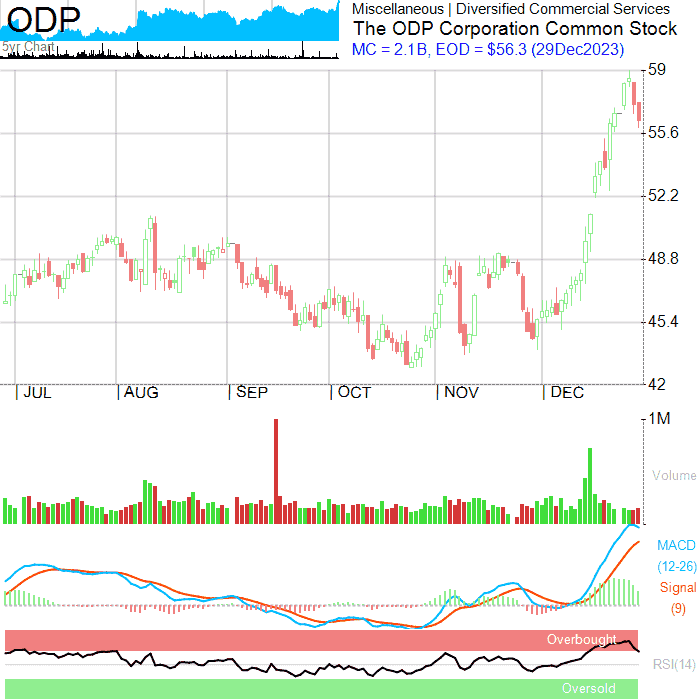 ODP
5yr Chart
Miscellaneous | Diversified Commercial Services
The ODP Corporation Common Stock
MC = 2.1B, EOD = $56.3 (29Dec2023)
59
55.6
52.2
48.8
45.4
42
JUL AUG SEP OCT NOV DEC
1M
Volume
MACD
(12-26)
Signal
(9)
Overbought
RSI(14)
Oversold